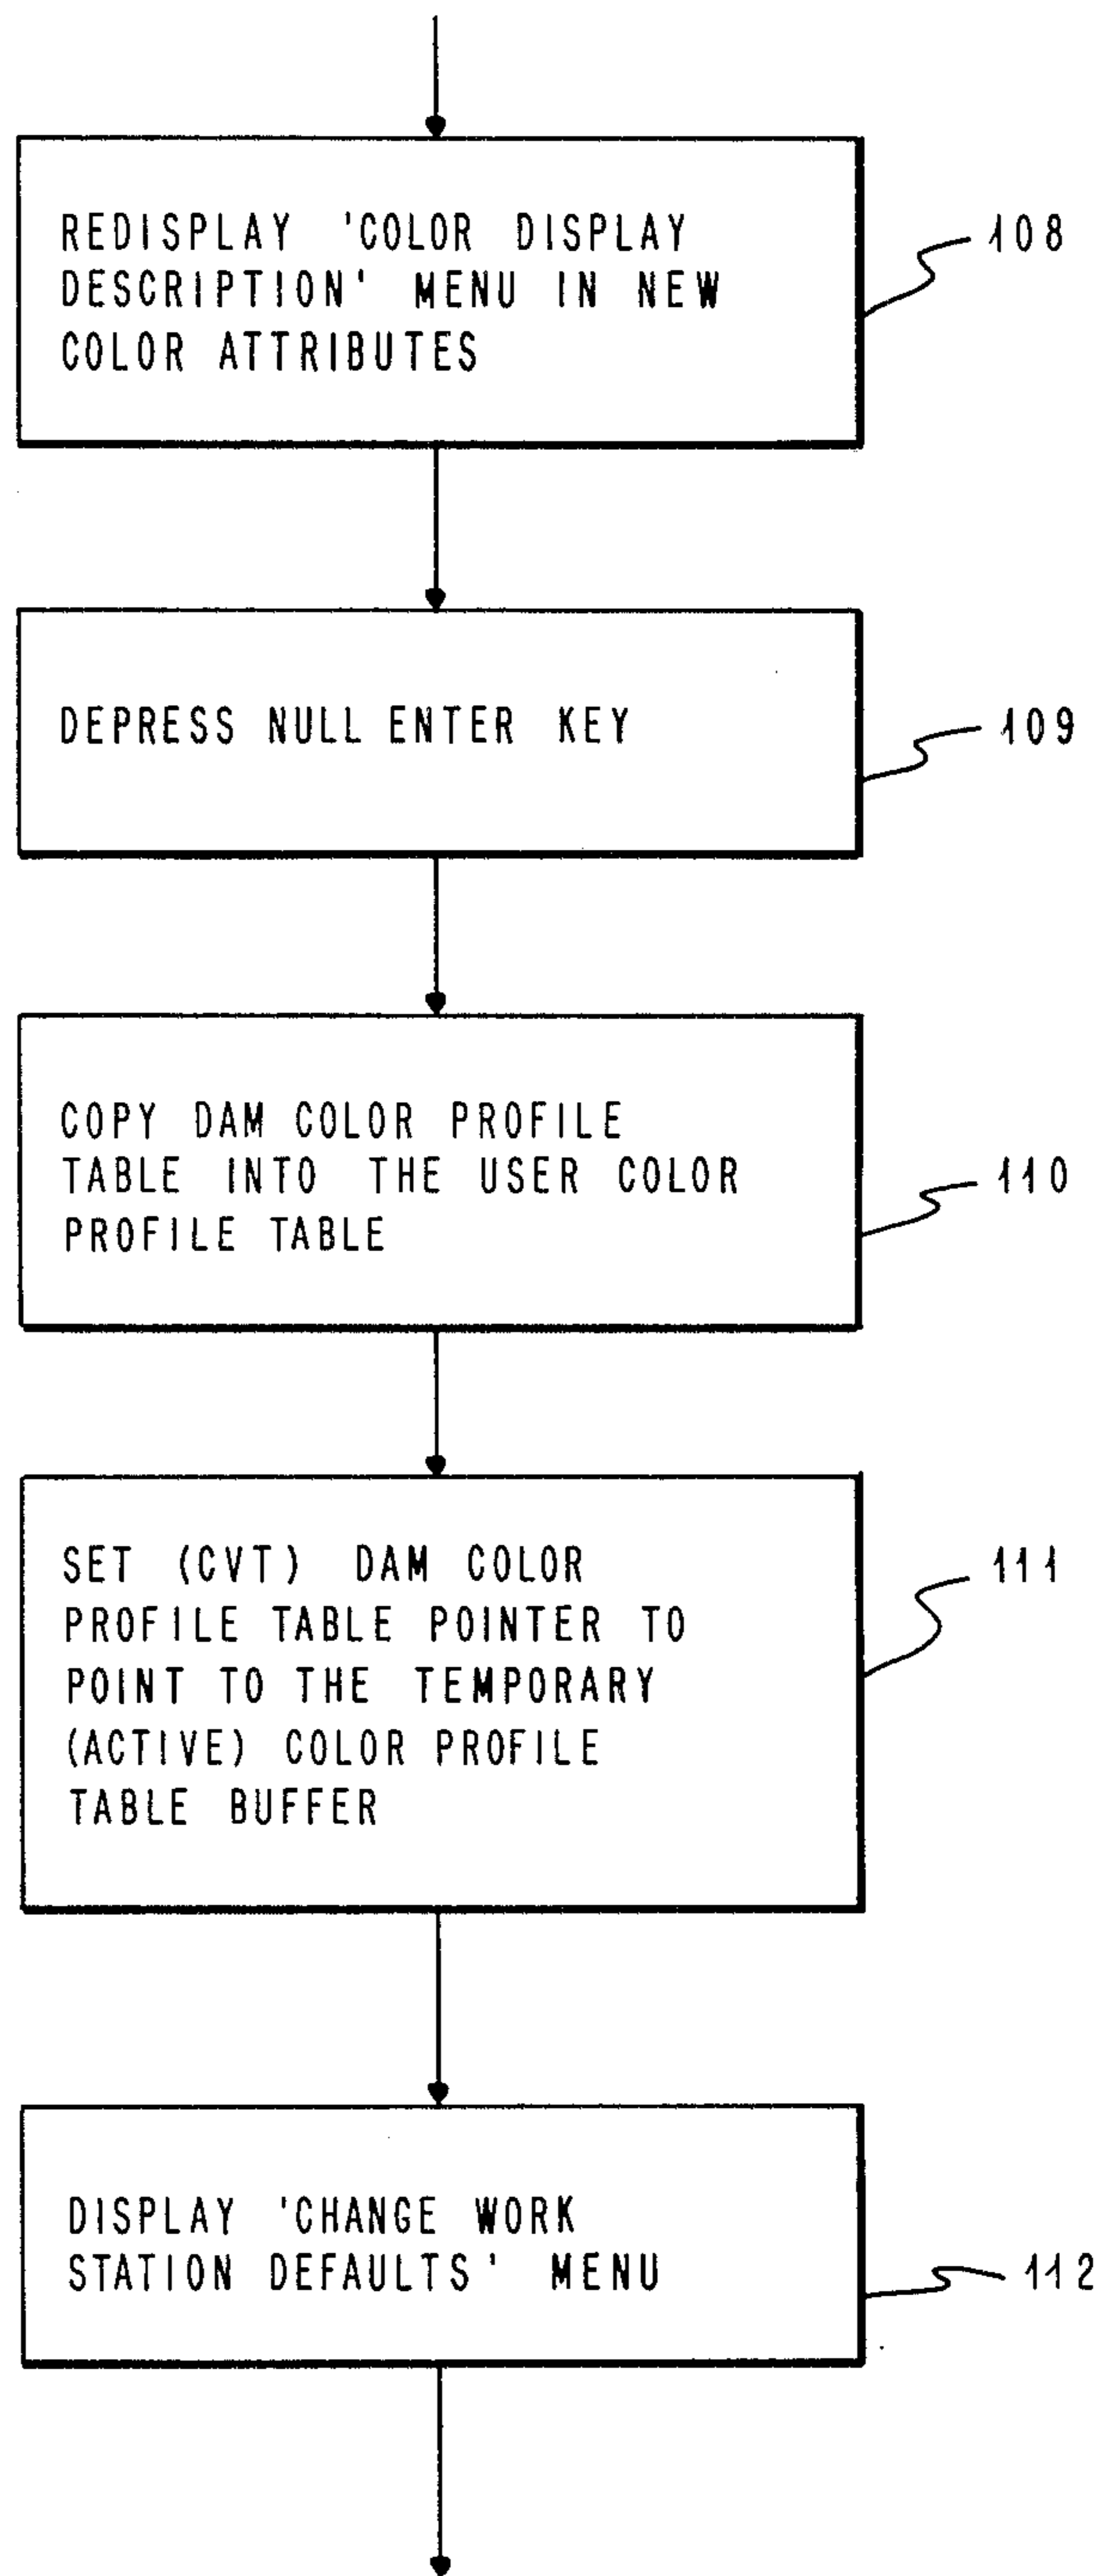 REDISPLAY 'COLOR DISPLAY
DESCRIPTION' MENU IN NEW
COLOR ATTRIBUTES
108
DEPRESS NULL ENTER KEY
109
COPY DAM COLOR PROFILE
TABLE INTO THE USER COLOR
PROFILE TABLE
110
SET (CVT) DAM COLOR
PROFILE TABLE POINTER TO
POINT TO THE TEMPORARY
(ACTIVE) COLOR PROFILE
TABLE BUFFER
111
DISPLAY 'CHANGE WORK
STATION DEFAULTS' MENU
112